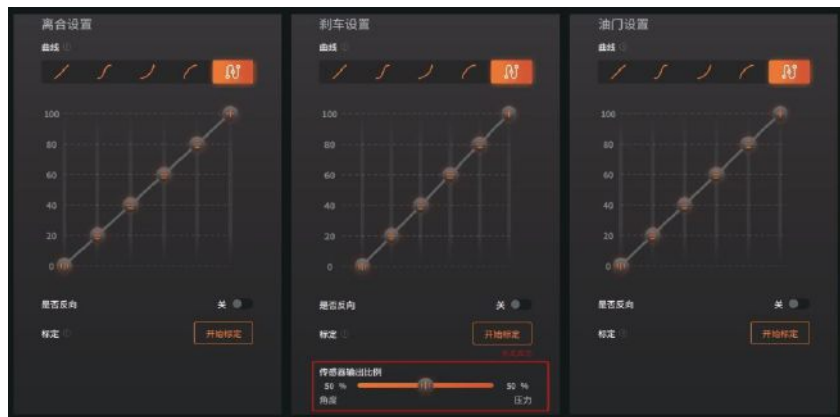 离合设置
曲线
100
80
60
40
20
0
是否反向
关
标定
开始标定
刹车设置
曲线
100
80
60
40
20
0
是否反向
关
标定
开始标定
传感器输出比例
50 %
50 %
角度
压力
油门设置
曲线
100
80
60
40
20
0
是否反向
关
标定
开始标定